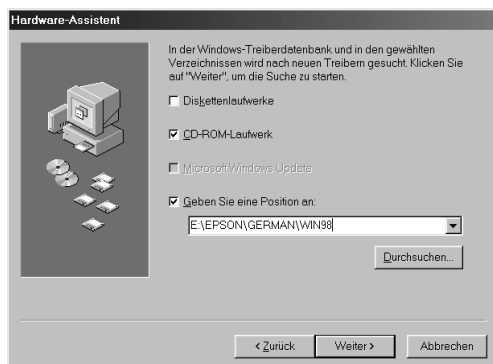 Hardware-Assistent
In der Windows-Treiberdatenbank und in den gewählten
Verzeichnissen wird nach neuen Treibern gesucht. Klicken Sie
auf "Weiter", um die Suche zu starten.
Diskettenlaufwerke
CD-ROM-Laufwerk
Microsoft Windows Update
Geben Sie eine Position an:
E:\EPSON\GERMAN\WIN98
Durchsuchen...
< Zurück
Weiter >
Abbrechen